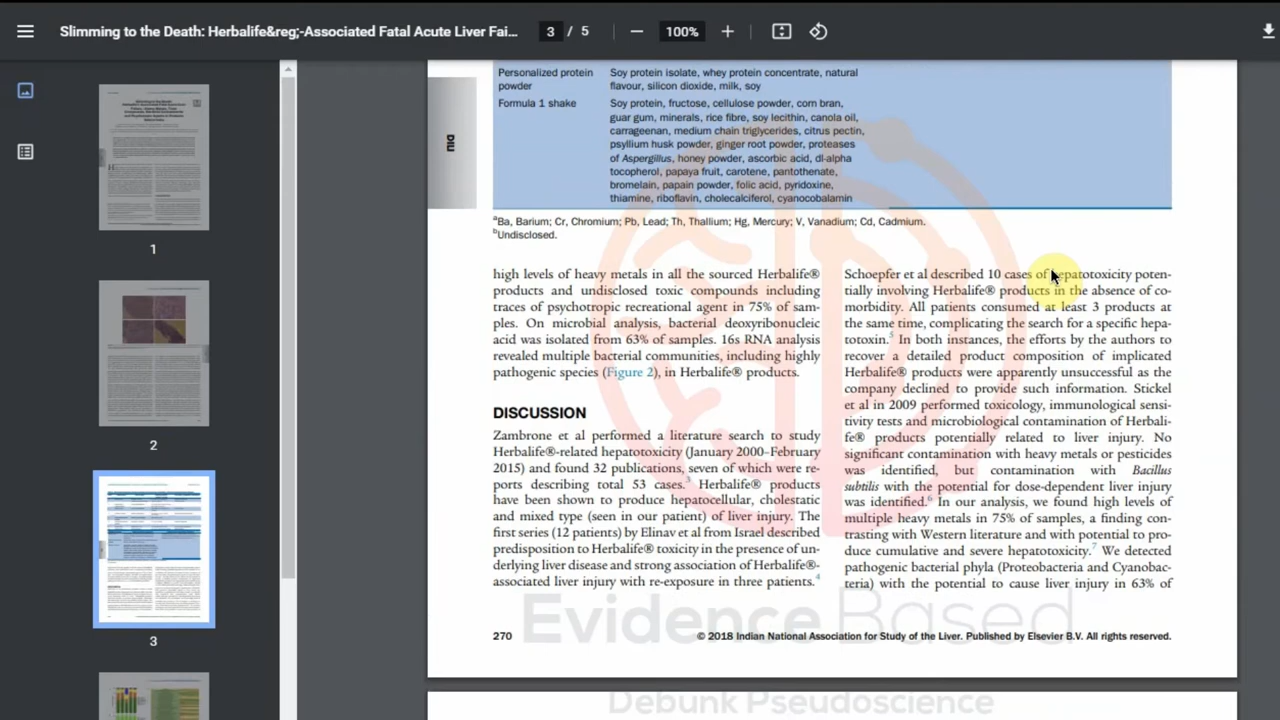 Slimming to the Death: Herbalife&reg;-Associated Fatal Acute Liver Fai...
3 / 5
100%
1
2
3
DILI
Personalized protein powder
Soy protein isolate, whey protein concentrate, natural
flavour, silicon dioxide, milk, soy
Formula 1 shake
Soy protein, fructose, cellulose powder, corn bran,
guar gum, minerals, rice fibre, soy lecithin, canola oil,
carrageenan, medium chain triglycerides, citrus pectin,
psyllium husk powder, ginger root powder, proteases
of Aspergillus, honey powder, ascorbic acid, dl-alpha
tocopherol, papaya fruit, carotene, pantothenate,
bromelain, papain powder, folic acid, pyridoxine,
thiamine, riboflavin, cholecalciferol, cyanocobalamin
aBa, Barium; Cr, Chromium; Pb, Lead; Th, Thallium; Hg, Mercury; V, Vanadium; Cd, Cadmium.
bUndisclosed.
high levels of heavy metals in all the sourced Herbalife®
products and undisclosed toxic compounds including
traces of psychotropic recreational agent in 75% of sam-
ples. On microbial analysis, bacterial deoxyribonucleic
acid was isolated from 63% of samples. 16s RNA analysis
revealed multiple bacterial communities, including highly
pathogenic species (Figure 2), in Herbalife® products.
DISCUSSION
Zambrone et al performed a literature search to study
Herbalife®-related hepatotoxicity (January 2000–February
2015) and found 32 publications, seven of which were re-
ports describing total 53 cases. Herbalife® products
have been shown to produce hepatocellular, cholestatic
and mixed type (seen in our patient) of liver injury. The
first series (12 patients) by Elinav et al from Israel described
predisposition to Herbalife® toxicity in the presence of un-
derlying liver disease and strong association of Herbalife®-
associated liver injury with re-exposure in three patients.4
Schoepfer et al described 10 cases of hepatotoxicity poten-
tially involving Herbalife® products in the absence of co-
morbidity. All patients consumed at least 3 products at
the same time, complicating the search for a specific hepa-
totoxin.5 In both instances, the efforts by the authors to
recover a detailed product composition of implicated
Herbalife® products were apparently unsuccessful as the
company declined to provide such information. Stickel
et al in 2009 performed toxicology, immunological sensi-
tivity tests and microbiological contamination of Herbali-
fe® products potentially related to liver injury. No
significant contamination with heavy metals or pesticides
was identified, but contamination with Bacillus
subtilis with the potential for dose-dependent liver injury
was identified.6 In our analysis, we found high levels of
multiple heavy metals in 75% of samples, a finding con-
trasting with Western literature and with potential to pro-
duce cumulative and severe hepatotoxicity.7 We detected
pathogenic bacterial phyla (Proteobacteria and Cyanobac-
teria) with the potential to cause liver injury in 63% of
Evidence Based
270
© 2018 Indian National Association for Study of the Liver. Published by Elsevier B.V. All rights reserved.
Debunk Pseudoscience